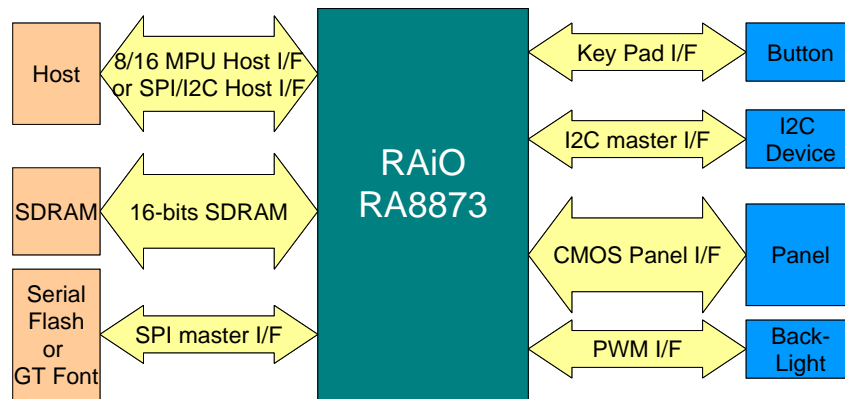 Host
8/16 MPU Host I/F
or SPI/I2C Host I/F
SDRAM
16-bits SDRAM
Serial
Flash
or
GT Font
SPI master I/F
RAiO
RA8873
Key Pad I/F
Button
I2C master I/F
I2C
Device
CMOS Panel I/F
Panel
PWM I/F
Back-
Light